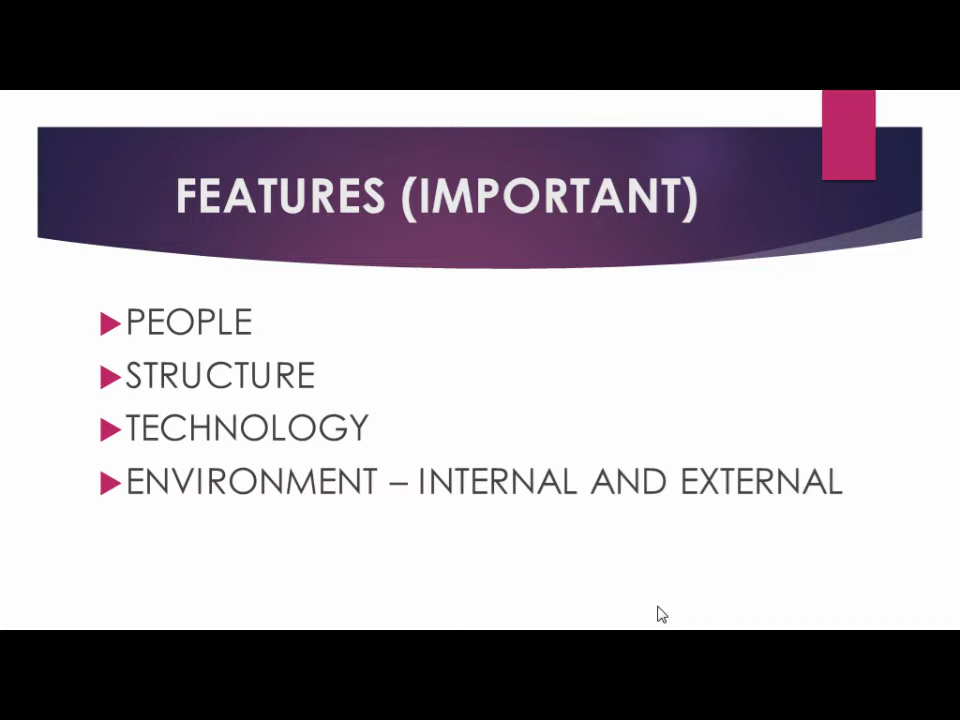 FEATURES (IMPORTANT)
PEOPLE
STRUCTURE
TECHNOLOGY
ENVIRONMENT – INTERNAL AND EXTERNAL